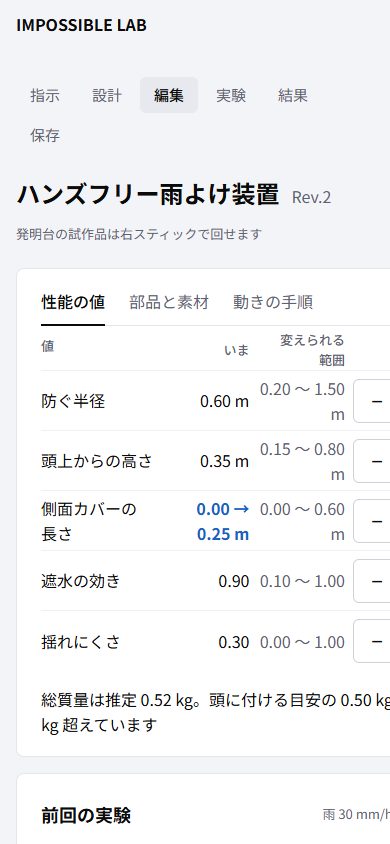 IMPOSSIBLE LAB
指示 設計 編集 実験 結果
保存
ハンズフリー雨よけ装置 Rev.2
発明台の試作品は右スティックで回せます
性能の値 部品と素材 動きの手順
値 いま 変えられる範囲
防ぐ半径 0.60 m 0.20 〜 1.50 m −
頭上からの高さ 0.35 m 0.15 〜 0.80 m −
側面カバーの長さ 0.00 → 0.25 m 0.00 〜 0.60 m −
遮水の効き 0.90 0.10 〜 1.00 −
揺れにくさ 0.30 0.00 〜 1.00 −
総質量は推定 0.52 kg。頭に付ける目安の 0.50 kg
kg 超えています
前回の実験 雨 30 mm/h